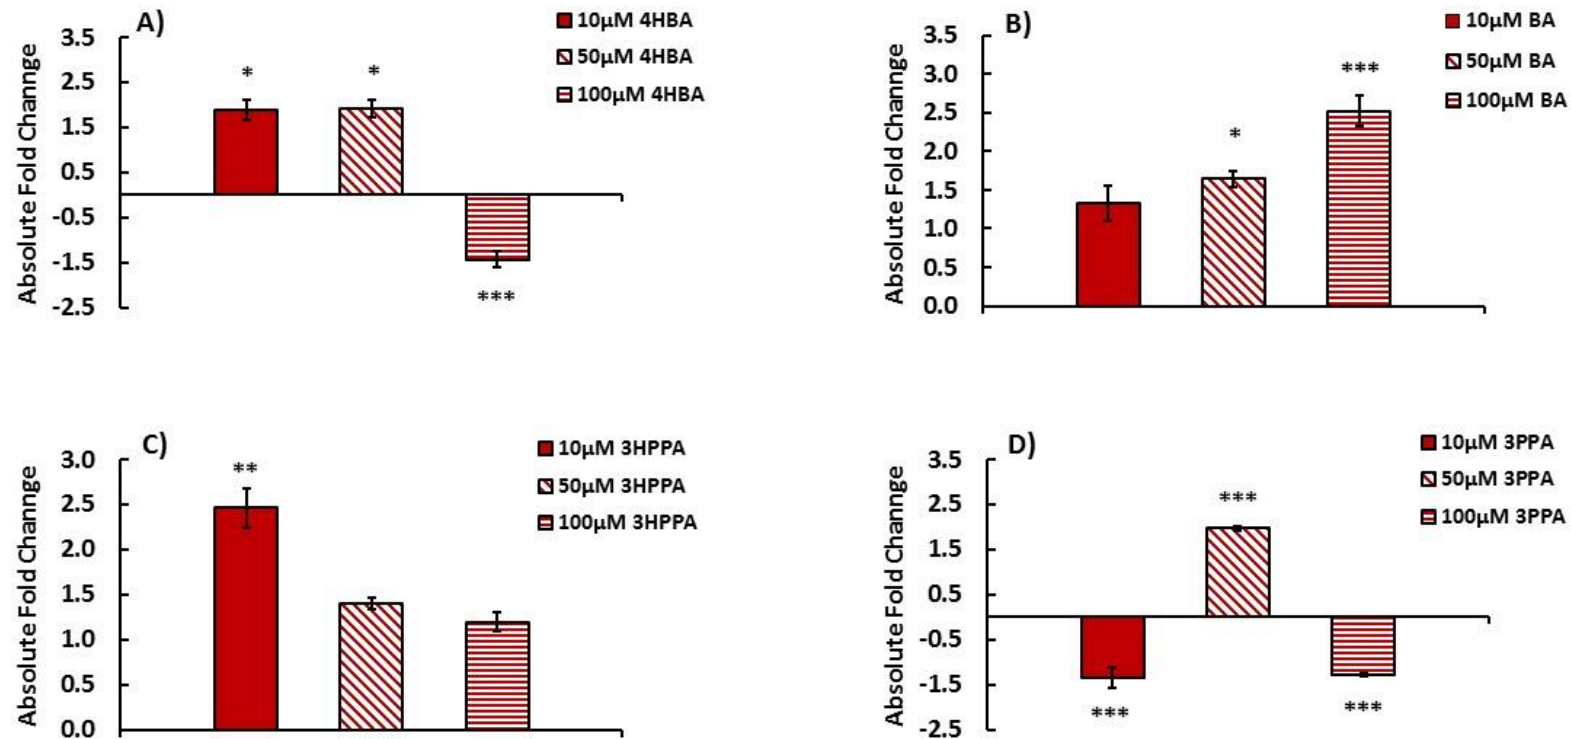 A)
Absolute Fold Channge
3.5
2.5
1.5
0.5
-0.5
-1.5
-2.5
*
*
***
10µM 4HBA
50µM 4HBA
100µM 4HBA
B)
Absolute Fold Channge
3.5
3.0
2.5
2.0
1.5
1.0
0.5
0.0
*
***
10µM BA
50µM BA
100µM BA
C)
Absolute Fold Channge
3.0
2.5
2.0
1.5
1.0
0.5
0.0
**
10µM 3HPPA
50µM 3HPPA
100µM 3HPPA
D)
Absolute Fold Channge
3.5
2.5
1.5
0.5
-0.5
-1.5
-2.5
***
***
***
10µM 3PPA
50µM 3PPA
100µM 3PPA